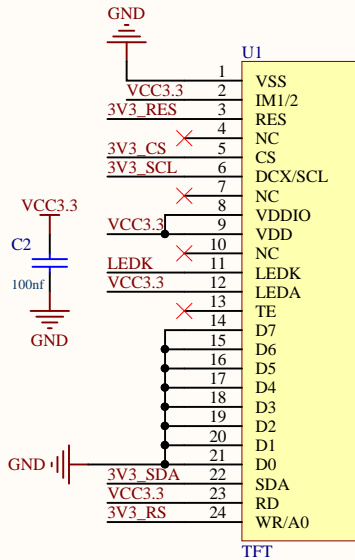 GND
U1
1 VSS
VCC3.3 2 IM1/2
3V3_RES 3 RES
4 NC
3V3_CS 5 CS
3V3_SCL 6 DCX/SCL
7 NC
8 VDDIO
VCC3.3 9 VDD
10 NC
LEDK 11 LEDK
VCC3.3 12 LEDA
13 TE
14 D7
15 D6
16 D5
17 D4
18 D3
19 D2
20 D1
GND 21 D0
3V3_SDA 22 SDA
VCC3.3 23 RD
3V3_RS 24 WR/A0
TFT
VCC3.3
C2
100nf
GND